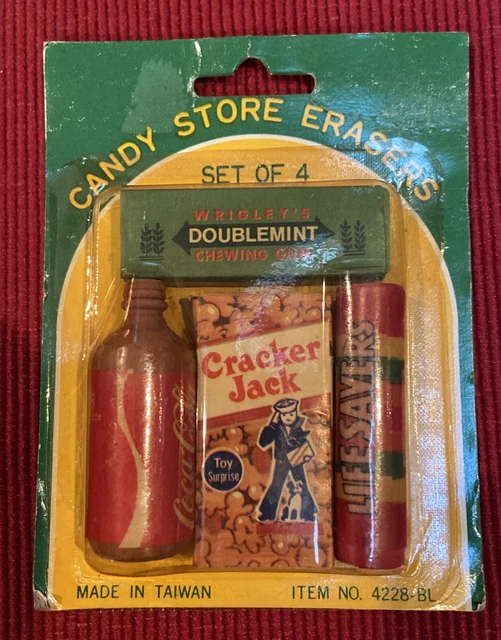 CANDY STORE ERASERS
SET OF 4
WRIGLEY'S
DOUBLEMINT
CHEWING GUM
Cracker
Jack
Toy
Surprise
Coca-Cola
LIFE SAVERS
MADE IN TAIWAN
ITEM NO. 4228-BL